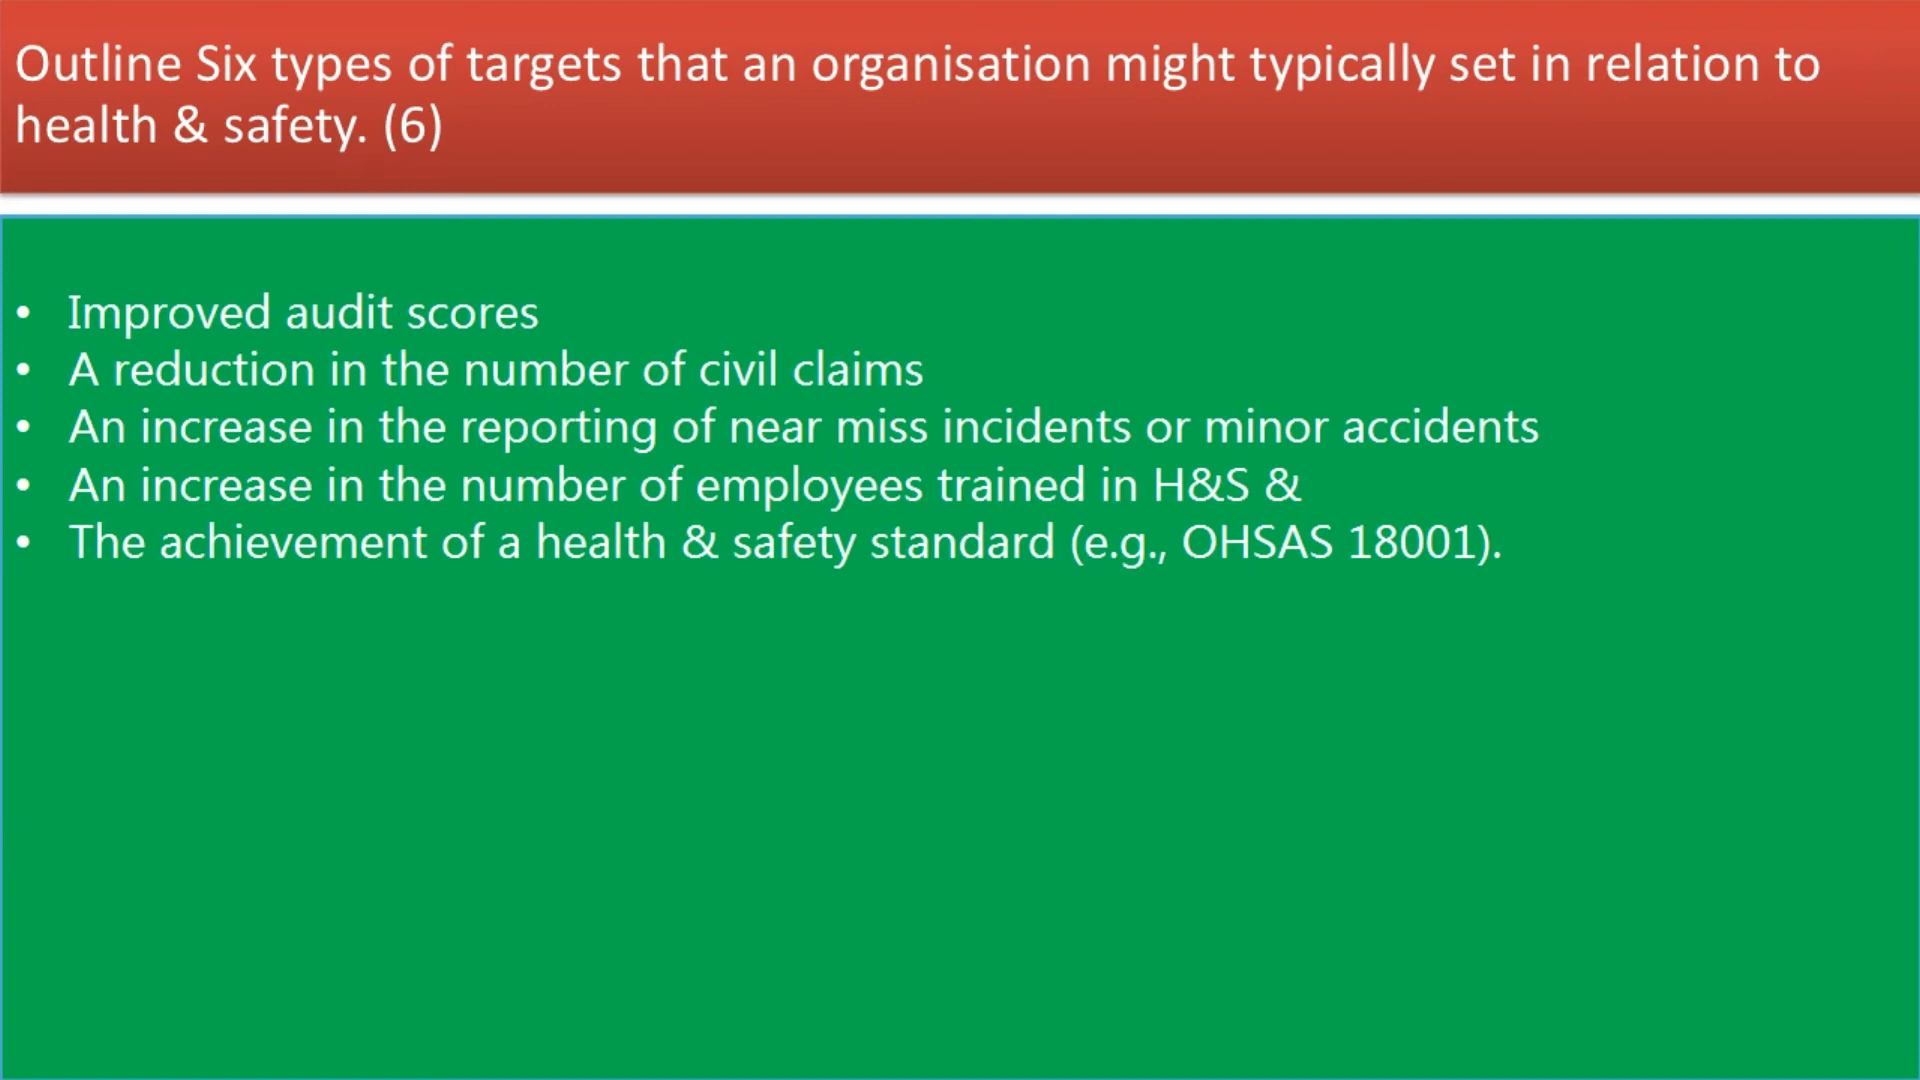 Outline Six types of targets that an organisation might typically set in relation to
health & safety. (6)
• Improved audit scores
• A reduction in the number of civil claims
• An increase in the reporting of near miss incidents or minor accidents
• An increase in the number of employees trained in H&S &
• The achievement of a health & safety standard (e.g., OHSAS 18001).